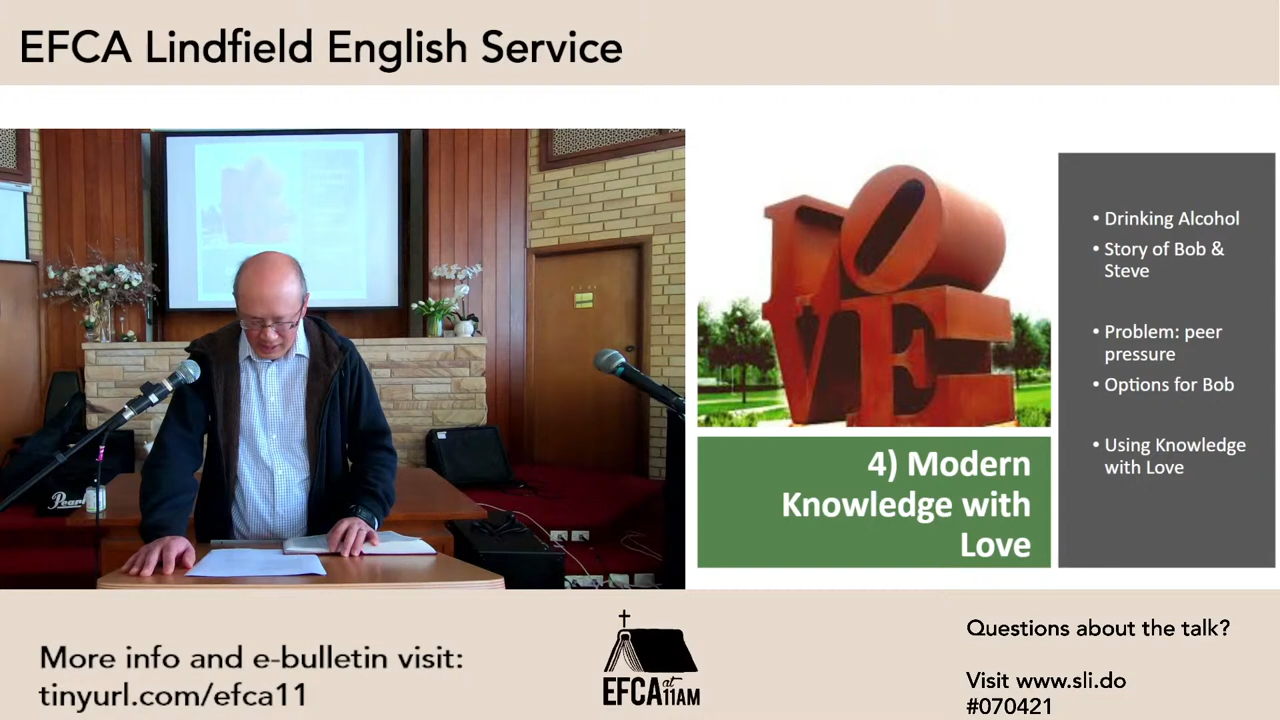 EFCA Lindfield English Service
LOVE
• Drinking Alcohol
• Story of Bob &
Steve
• Problem: peer
pressure
• Options for Bob
• Using Knowledge
with Love
4) Modern
Knowledge with
Love
Pearl
More info and e-bulletin visit:
tinyurl.com/efca11
EFCA at 11AM
Questions about the talk?
Visit www.sli.do
#070421